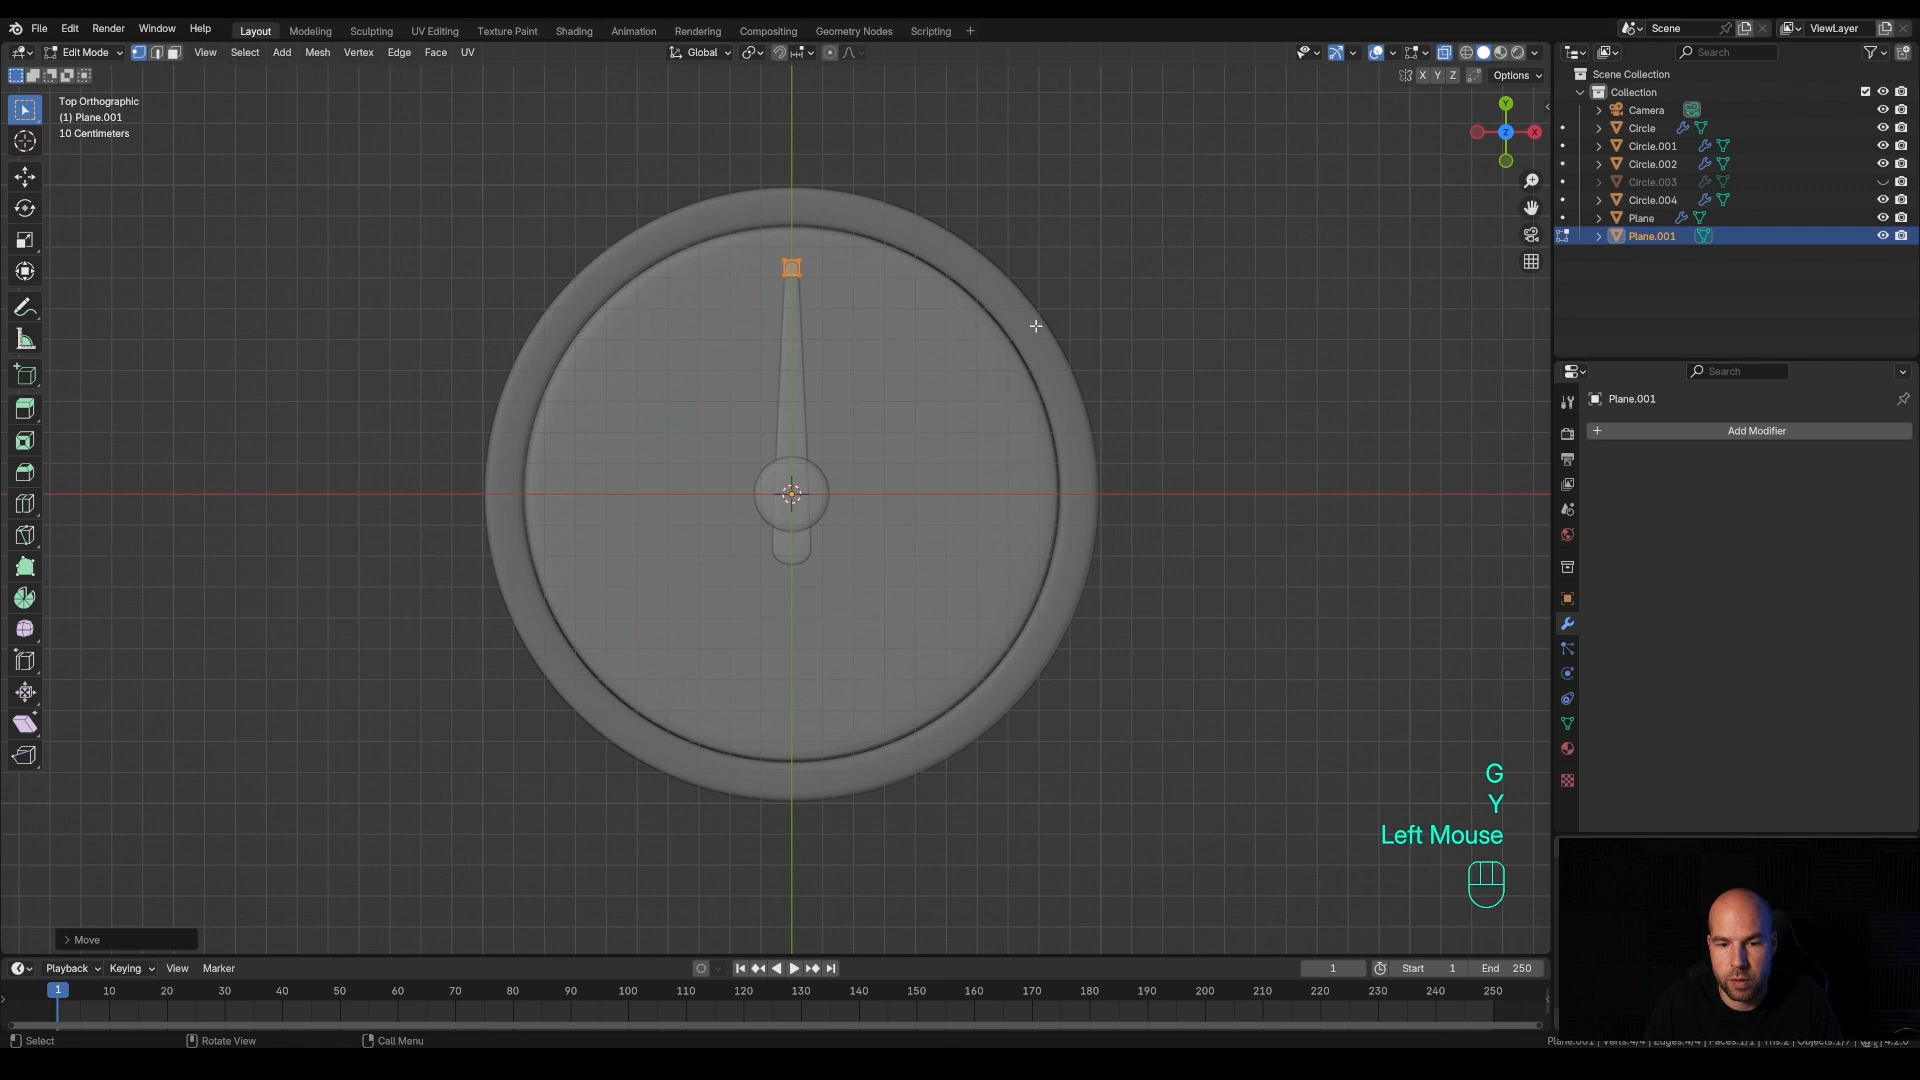 File Edit Render Window Help Layout Modeling Sculpting UV Editing Texture Paint Shading Animation Rendering Compositing Geometry Nodes Scripting + Scene ViewLayer
Edit Mode View Select Add Mesh Vertex Edge Face UV Global Search
X Y Z Options
Top Orthographic
(1) Plane.001
10 Centimeters
Y
Z X
Scene Collection
Collection
Camera
Circle
Circle.001
Circle.002
Circle.003
Circle.004
Plane
Plane.001
Search
Plane.001
+ Add Modifier
G
Y
Left Mouse
> Move
Playback Keying View Marker 1 Start 1 End 250
1 10 20 30 40 50 60 70 80 90 100 110 120 130 140 150 160 170 180 190 200 210 220 230 240 250
Select Rotate View Call Menu